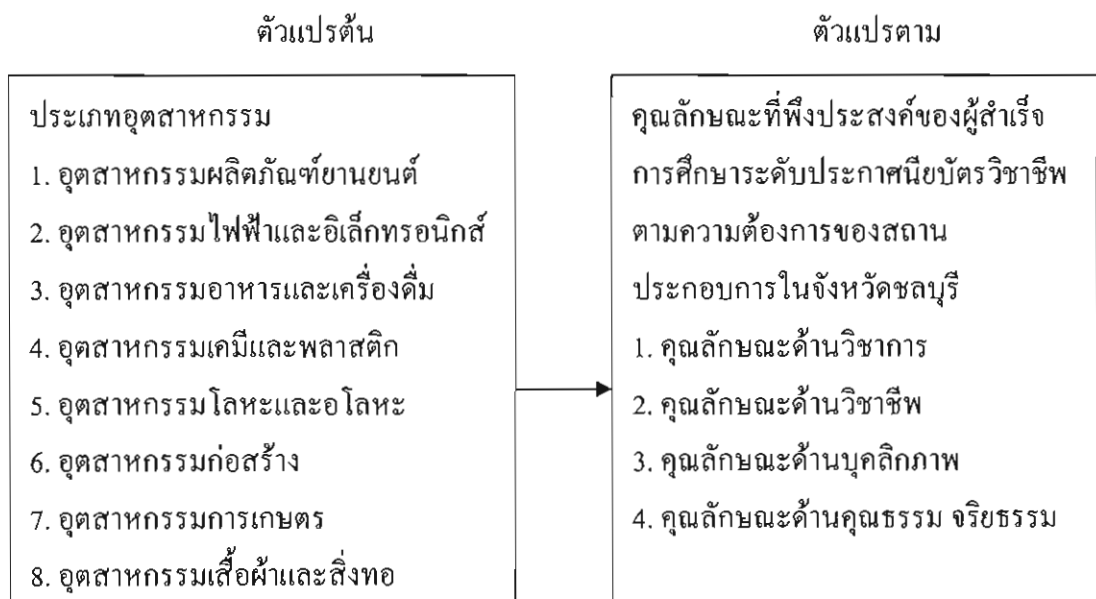 ตัวแปรต้น
ตัวแปรตาม
ประเภทอุตสาหกรรม
1. อุตสาหกรรมผลิตภัณฑ์ยานยนต์
2. อุตสาหกรรมไฟฟ้าและอิเล็กทรอนิกส์
3. อุตสาหกรรมอาหารและเครื่องดื่ม
4. อุตสาหกรรมเคมีและพลาสติก
5. อุตสาหกรรมโลหะและอโลหะ
6. อุตสาหกรรมก่อสร้าง
7. อุตสาหกรรมการเกษตร
8. อุตสาหกรรมเสื้อผ้าและสิ่งทอ
คุณลักษณะที่พึงประสงค์ของผู้สำเร็จ
การศึกษาระดับประกาศนียบัตรวิชาชีพ
ตามความต้องการของสถาน
ประกอบการในจังหวัดชลบุรี
1. คุณลักษณะด้านวิชาการ
2. คุณลักษณะด้านวิชาชีพ
3. คุณลักษณะด้านบุคลิกภาพ
4. คุณลักษณะด้านคุณธรรม จริยธรรม